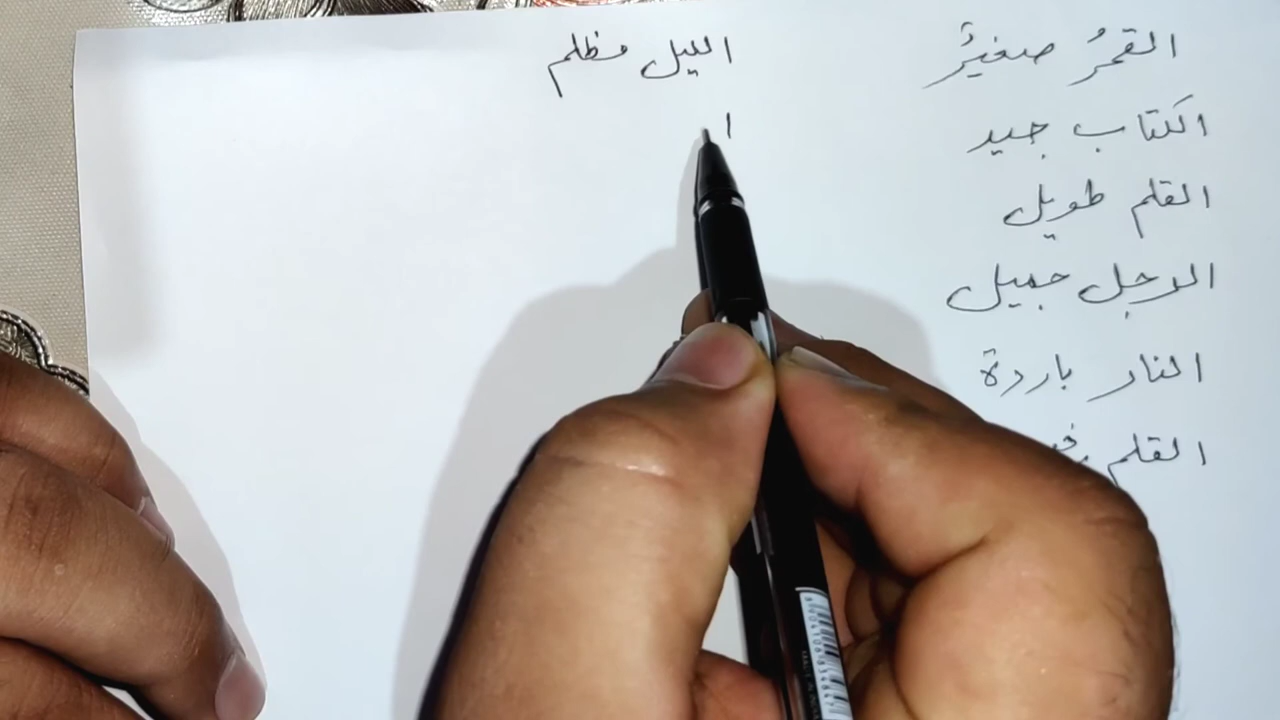 القمرُ صغيرٌ
الكتاب جيد
القلم طويل
الرجل جميل
النار باردة
القلم
الليل مظلم
ا